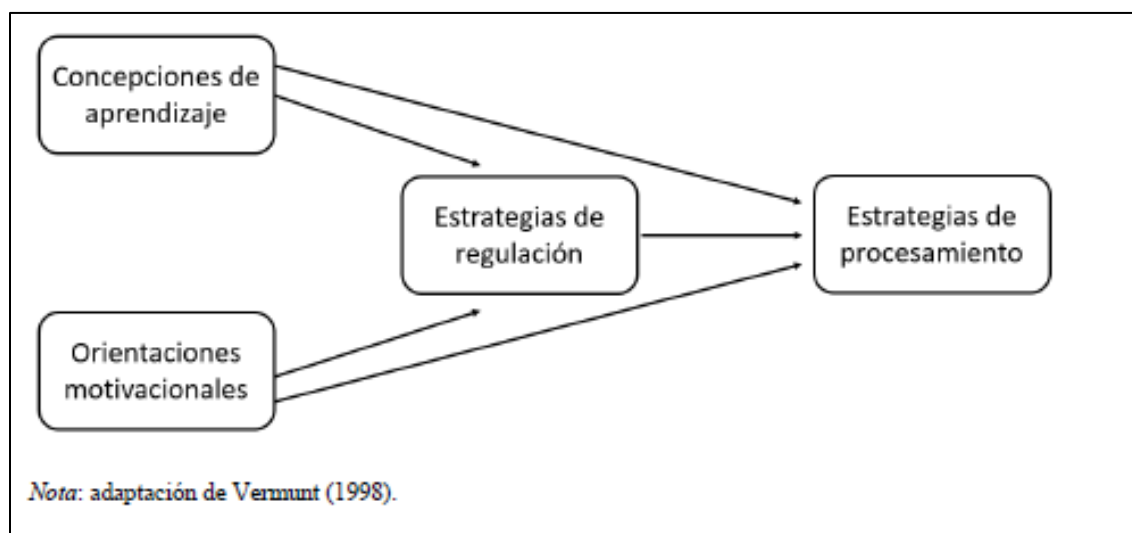 Concepciones de
aprendizaje
Estrategias de
regulación
Estrategias de
procesamiento
Orientaciones
motivacionales
Nota: adaptación de Vermunt (1998).